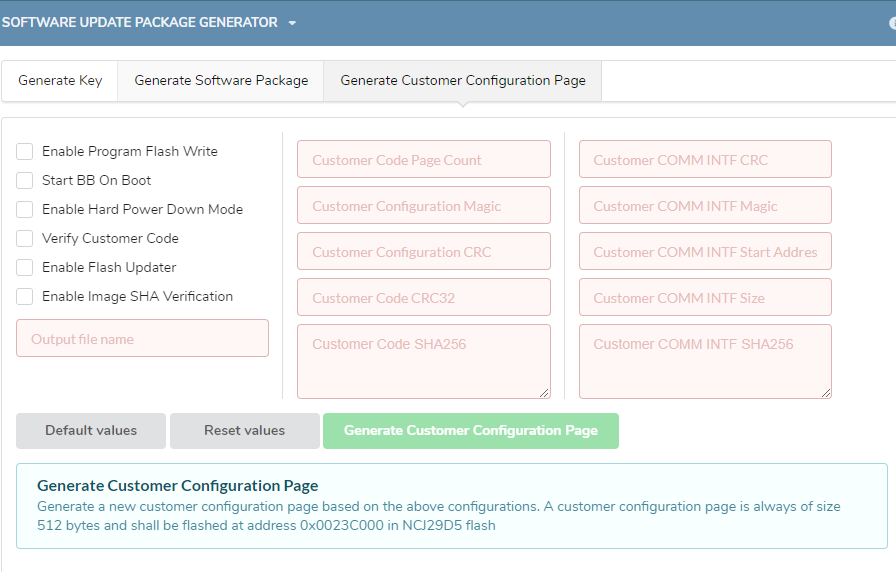 SOFTWARE UPDATE PACKAGE GENERATOR
Generate Key
Generate Software Package
Generate Customer Configuration Page
Enable Program Flash Write
Start BB On Boot
Enable Hard Power Down Mode
Verify Customer Code
Enable Flash Updater
Enable Image SHA Verification
Output file name
Customer Code Page Count
Customer Configuration Magic
Customer Configuration CRC
Customer Code CRC32
Customer Code SHA256
Customer COMM INTF CRC
Customer COMM INTF Magic
Customer COMM INTF Start Addres
Customer COMM INTF Size
Customer COMM INTF SHA256
Default values
Reset values
Generate Customer Configuration Page
Generate Customer Configuration Page
Generate a new customer configuration page based on the above configurations. A customer configuration page is always of size
512 bytes and shall be flashed at address 0x0023C000 in NCJ29D5 flash